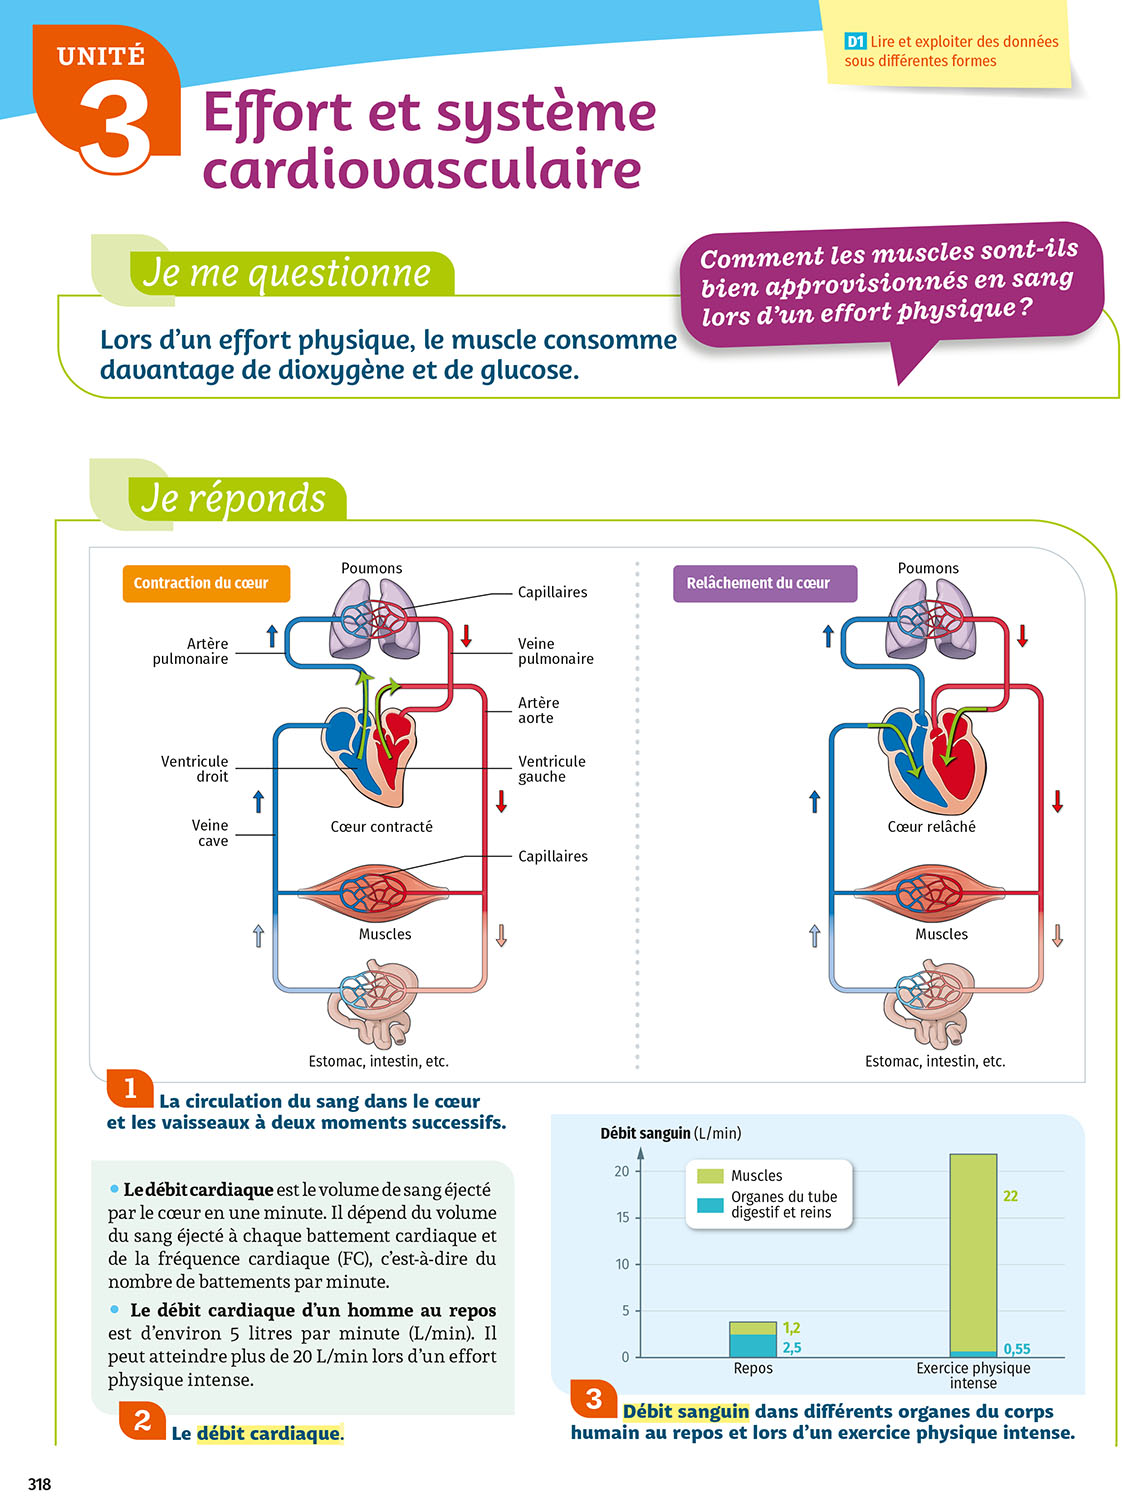 UNITÉ
3
Effort et système
cardiovasculaire
D1 Lire et exploiter des données
sous différentes formes
Je me questionne
Comment les muscles sont-ils
bien approvisionnés en sang
lors d'un effort physique ?
Lors d'un effort physique, le muscle consomme
davantage de dioxygène et de glucose.
Je réponds
Contraction du cœur
Poumons
Capillaires
Artère
pulmonaire
Veine
pulmonaire
Artère
aorte
Ventricule
droit
Ventricule
gauche
Veine
cave
Cœur contracté
Capillaires
Muscles
Estomac, intestin, etc.
Relâchement du cœur
Poumons
Cœur relâché
Muscles
Estomac, intestin, etc.
1 La circulation du sang dans le cœur
et les vaisseaux à deux moments successifs.
• Le débit cardiaque est le volume de sang éjecté
par le cœur en une minute. Il dépend du volume
du sang éjecté à chaque battement cardiaque et
de la fréquence cardiaque (FC), c'est-à-dire du
nombre de battements par minute.
• Le débit cardiaque d'un homme au repos
est d'environ 5 litres par minute (L/min). Il
peut atteindre plus de 20 L/min lors d'un effort
physique intense.
2 Le débit cardiaque.
Débit sanguin (L/min)
20
15
10
5
0
Muscles
Organes du tube
digestif et reins
1,2
2,5
22
0,55
Repos
Exercice physique
intense
3 Débit sanguin dans différents organes du corps
humain au repos et lors d'un exercice physique intense.
318